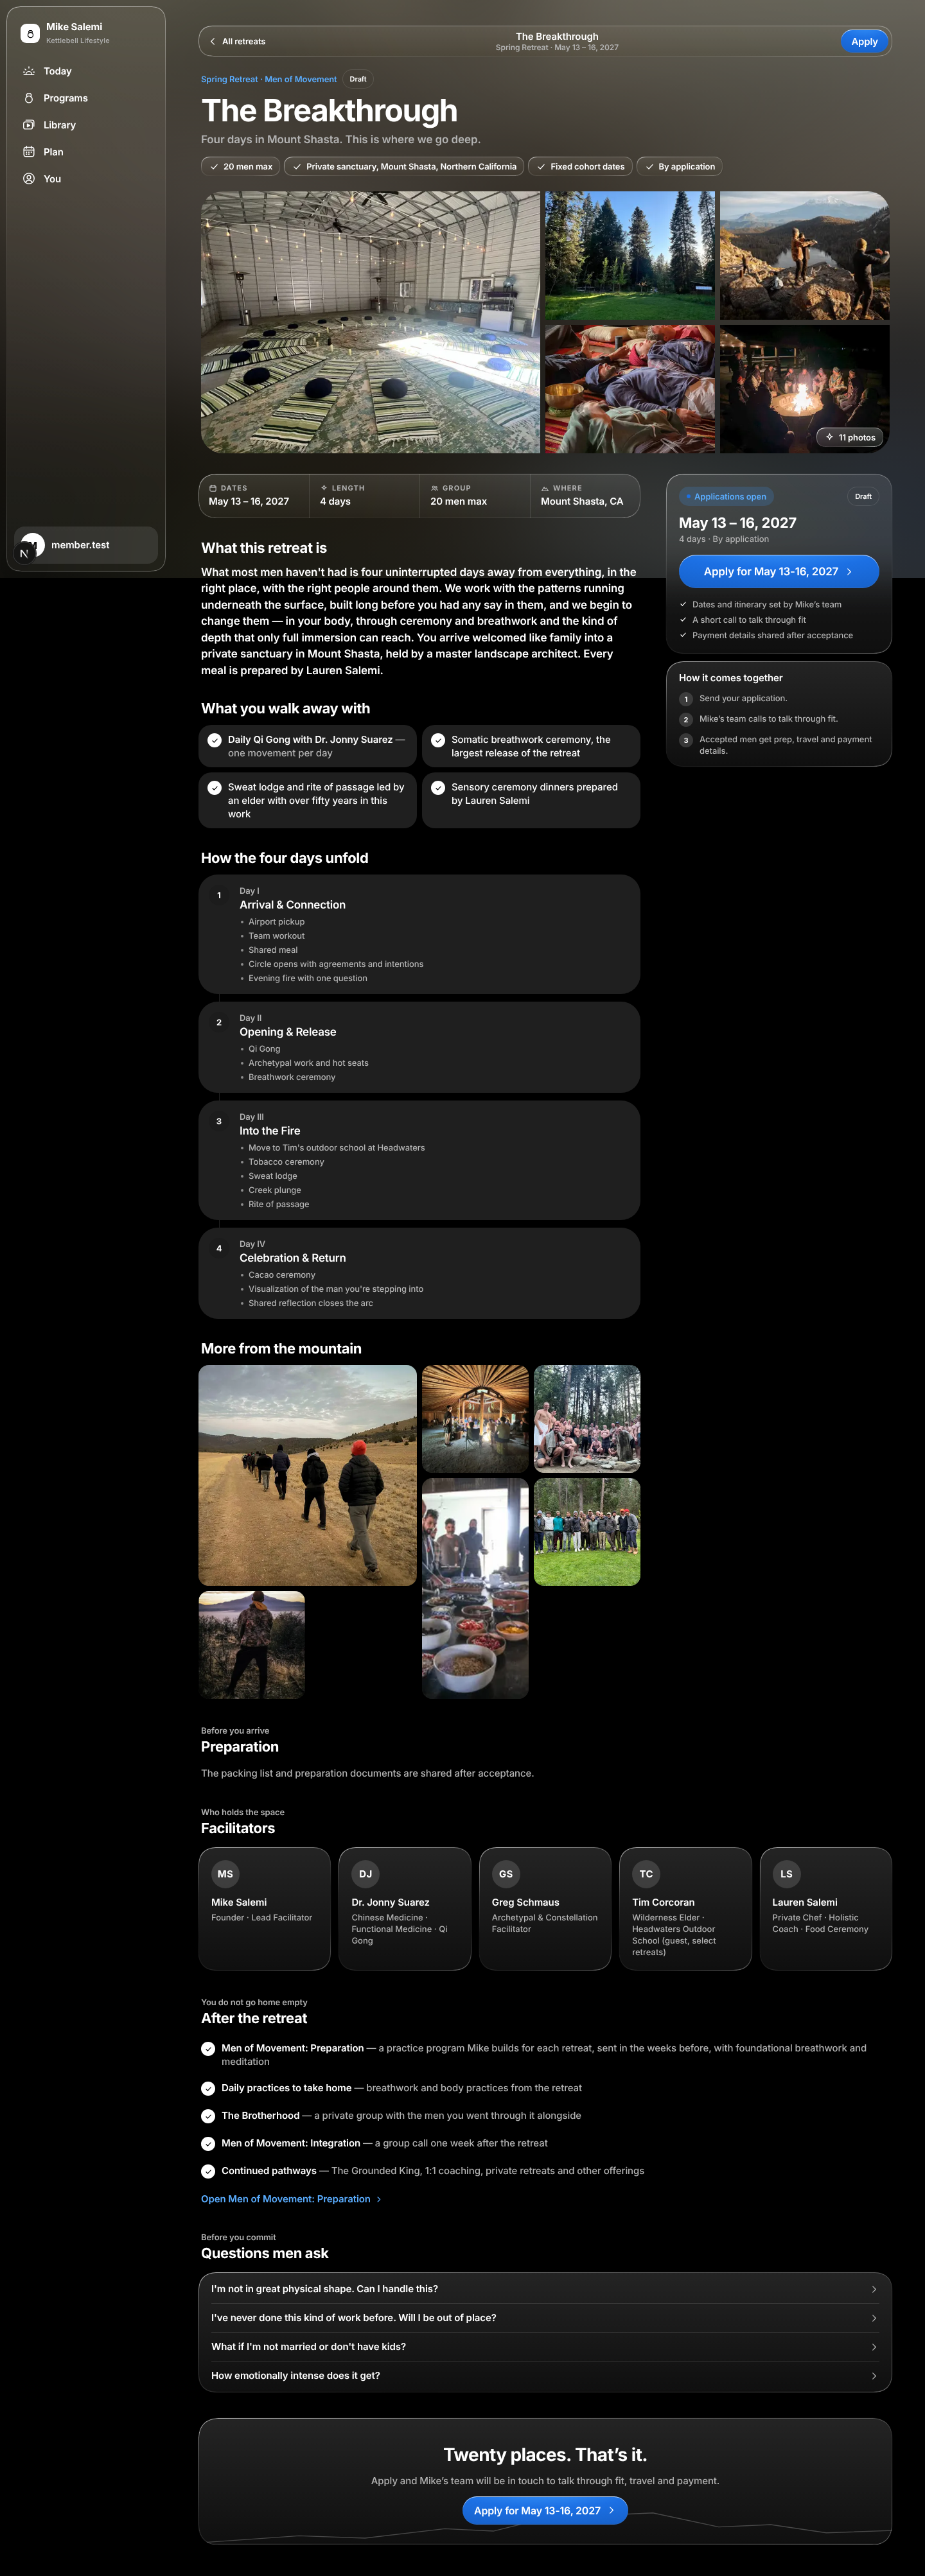 Mike Salemi
Kettlebell Lifestyle
Today
Programs
Library
Plan
You
N
member.test
All retreats
The Breakthrough
Spring Retreat · May 13 – 16, 2027
Apply
Spring Retreat · Men of Movement
Draft
The Breakthrough
Four days in Mount Shasta. This is where we go deep.
20 men max
Private sanctuary, Mount Shasta, Northern California
Fixed cohort dates
By application
11 photos
DATES
May 13 – 16, 2027
LENGTH
4 days
GROUP
20 men max
WHERE
Mount Shasta, CA
Applications open
Draft
May 13 – 16, 2027
4 days · By application
Apply for May 13-16, 2027
Dates and itinerary set by Mike's team
A short call to talk through fit
Payment details shared after acceptance
How it comes together
1 Send your application.
2 Mike's team calls to talk through fit.
3 Accepted men get prep, travel and payment
details.
What this retreat is
What most men haven't had is four uninterrupted days away from everything, in the
right place, with the right people around them. We work with the patterns running
underneath the surface, built long before you had any say in them, and we begin to
change them — in your body, through ceremony and breathwork and the kind of
depth that only full immersion can reach. You arrive welcomed like family into a
private sanctuary in Mount Shasta, held by a master landscape architect. Every
meal is prepared by Lauren Salemi.
What you walk away with
Daily Qi Gong with Dr. Jonny Suarez —
one movement per day
Somatic breathwork ceremony, the
largest release of the retreat
Sweat lodge and rite of passage led by
an elder with over fifty years in this
work
Sensory ceremony dinners prepared
by Lauren Salemi
How the four days unfold
1
Day I
Arrival & Connection
• Airport pickup
• Team workout
• Shared meal
• Circle opens with agreements and intentions
• Evening fire with one question
2
Day II
Opening & Release
• Qi Gong
• Archetypal work and hot seats
• Breathwork ceremony
3
Day III
Into the Fire
• Move to Tim's outdoor school at Headwaters
• Tobacco ceremony
• Sweat lodge
• Creek plunge
• Rite of passage
4
Day IV
Celebration & Return
• Cacao ceremony
• Visualization of the man you're stepping into
• Shared reflection closes the arc
More from the mountain
Before you arrive
Preparation
The packing list and preparation documents are shared after acceptance.
Who holds the space
Facilitators
MS
Mike Salemi
Founder · Lead Facilitator
DJ
Dr. Jonny Suarez
Chinese Medicine ·
Functional Medicine · Qi
Gong
GS
Greg Schmaus
Archetypal & Constellation
Facilitator
TC
Tim Corcoran
Wilderness Elder ·
Headwaters Outdoor
School (guest, select
retreats)
LS
Lauren Salemi
Private Chef · Holistic
Coach · Food Ceremony
You do not go home empty
After the retreat
Men of Movement: Preparation — a practice program Mike builds for each retreat, sent in the weeks before, with foundational breathwork and
meditation
Daily practices to take home — breathwork and body practices from the retreat
The Brotherhood — a private group with the men you went through it alongside
Men of Movement: Integration — a group call one week after the retreat
Continued pathways — The Grounded King, 1:1 coaching, private retreats and other offerings
Open Men of Movement: Preparation
Before you commit
Questions men ask
I'm not in great physical shape. Can I handle this?
I've never done this kind of work before. Will I be out of place?
What if I'm not married or don't have kids?
How emotionally intense does it get?
Twenty places. That's it.
Apply and Mike's team will be in touch to talk through fit, travel and payment.
Apply for May 13-16, 2027